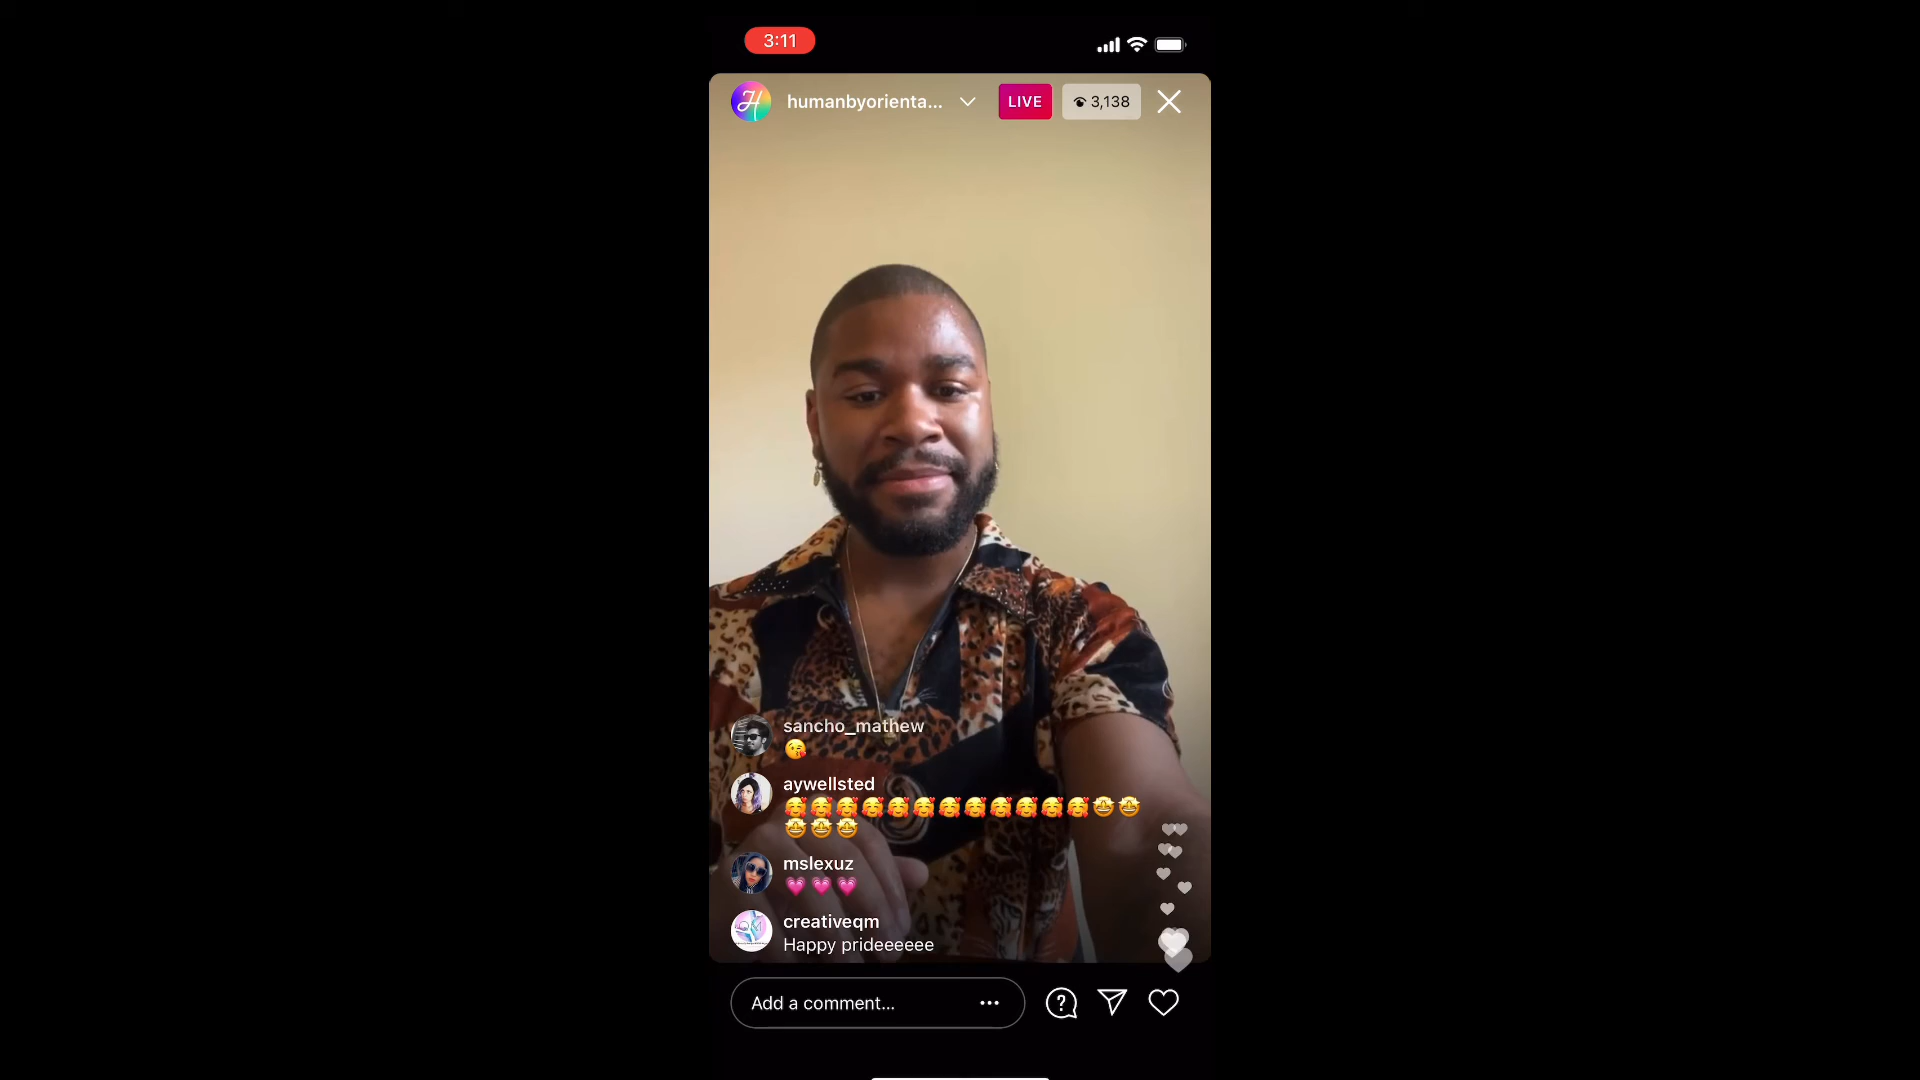 3:11
humanbyorienta...
LIVE
3,138
sancho_mathew
😘
aywellsted
🥰🥰🥰🥰🥰🥰🥰🥰🥰🥰🥰🥰🤩🤩
🤩🤩🤩
mslexuz
💗💗💗
creativeqm
Happy prideeeeee
Add a comment...